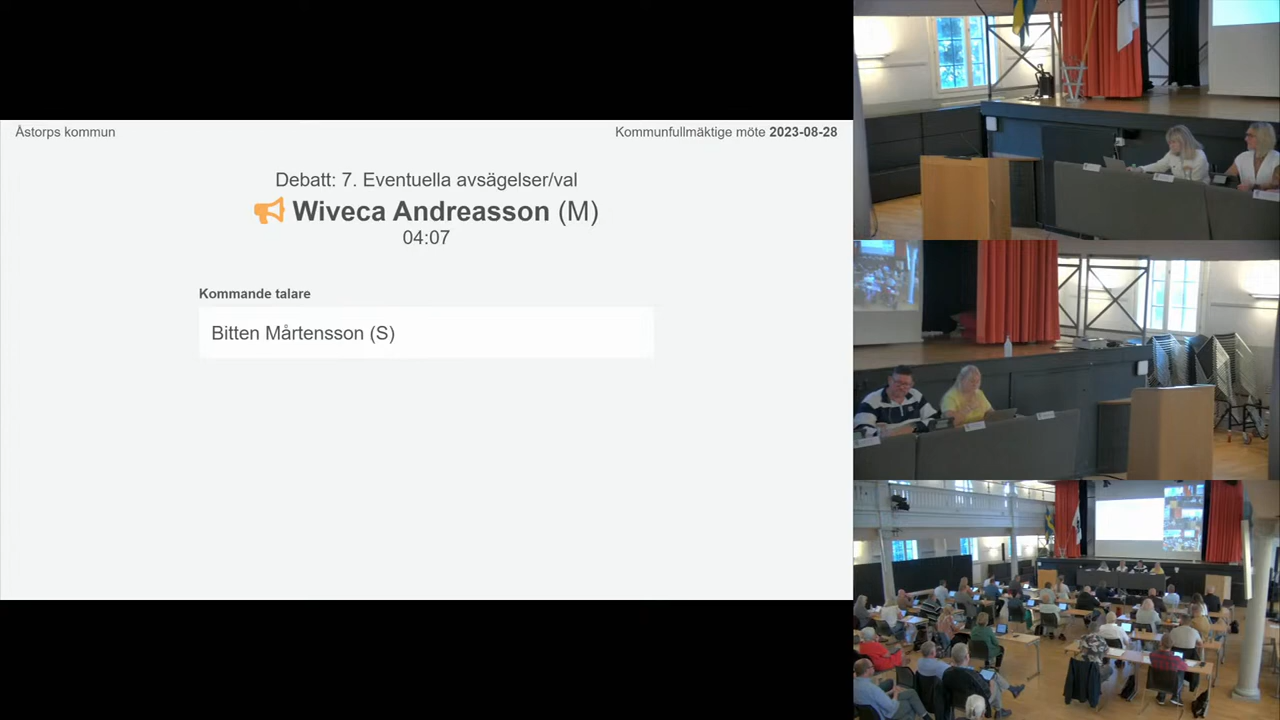 Åstorps kommun
Kommunfullmäktige möte 2023-08-28
Debatt: 7. Eventuella avsägelser/val
Wiveca Andreasson (M)
04:07
Kommande talare
Bitten Mårtensson (S)